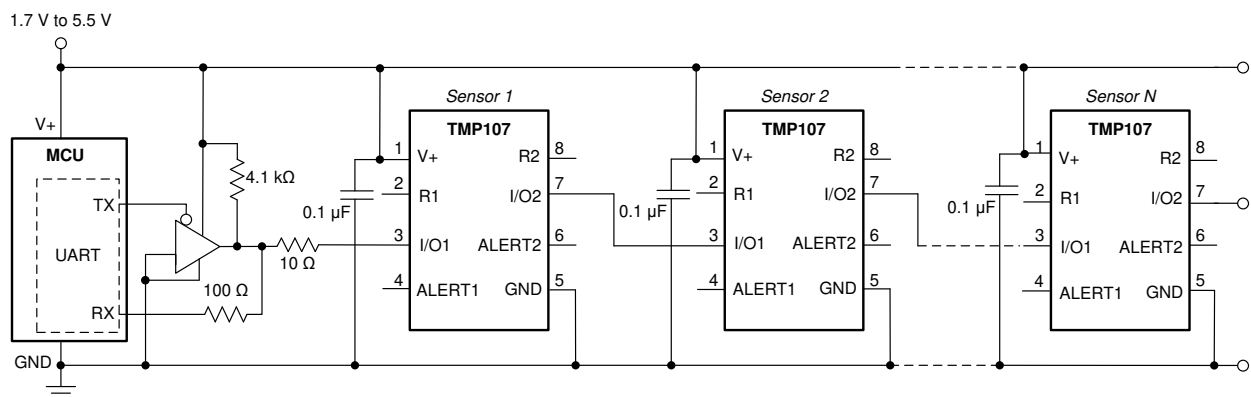 1.7 V to 5.5 V
V+
MCU
TX
UART
RX
GND
4.1 kΩ
10 Ω
100 Ω
0.1 µF
Sensor 1
TMP107
1
V+
2
R1
3
I/O1
4
ALERT1
R2
8
I/O2
7
ALERT2
6
GND
5
0.1 µF
Sensor 2
TMP107
1
V+
2
R1
3
I/O1
4
ALERT1
R2
8
I/O2
7
ALERT2
6
GND
5
0.1 µF
Sensor N
TMP107
1
V+
2
R1
3
I/O1
4
ALERT1
R2
8
I/O2
7
ALERT2
6
GND
5